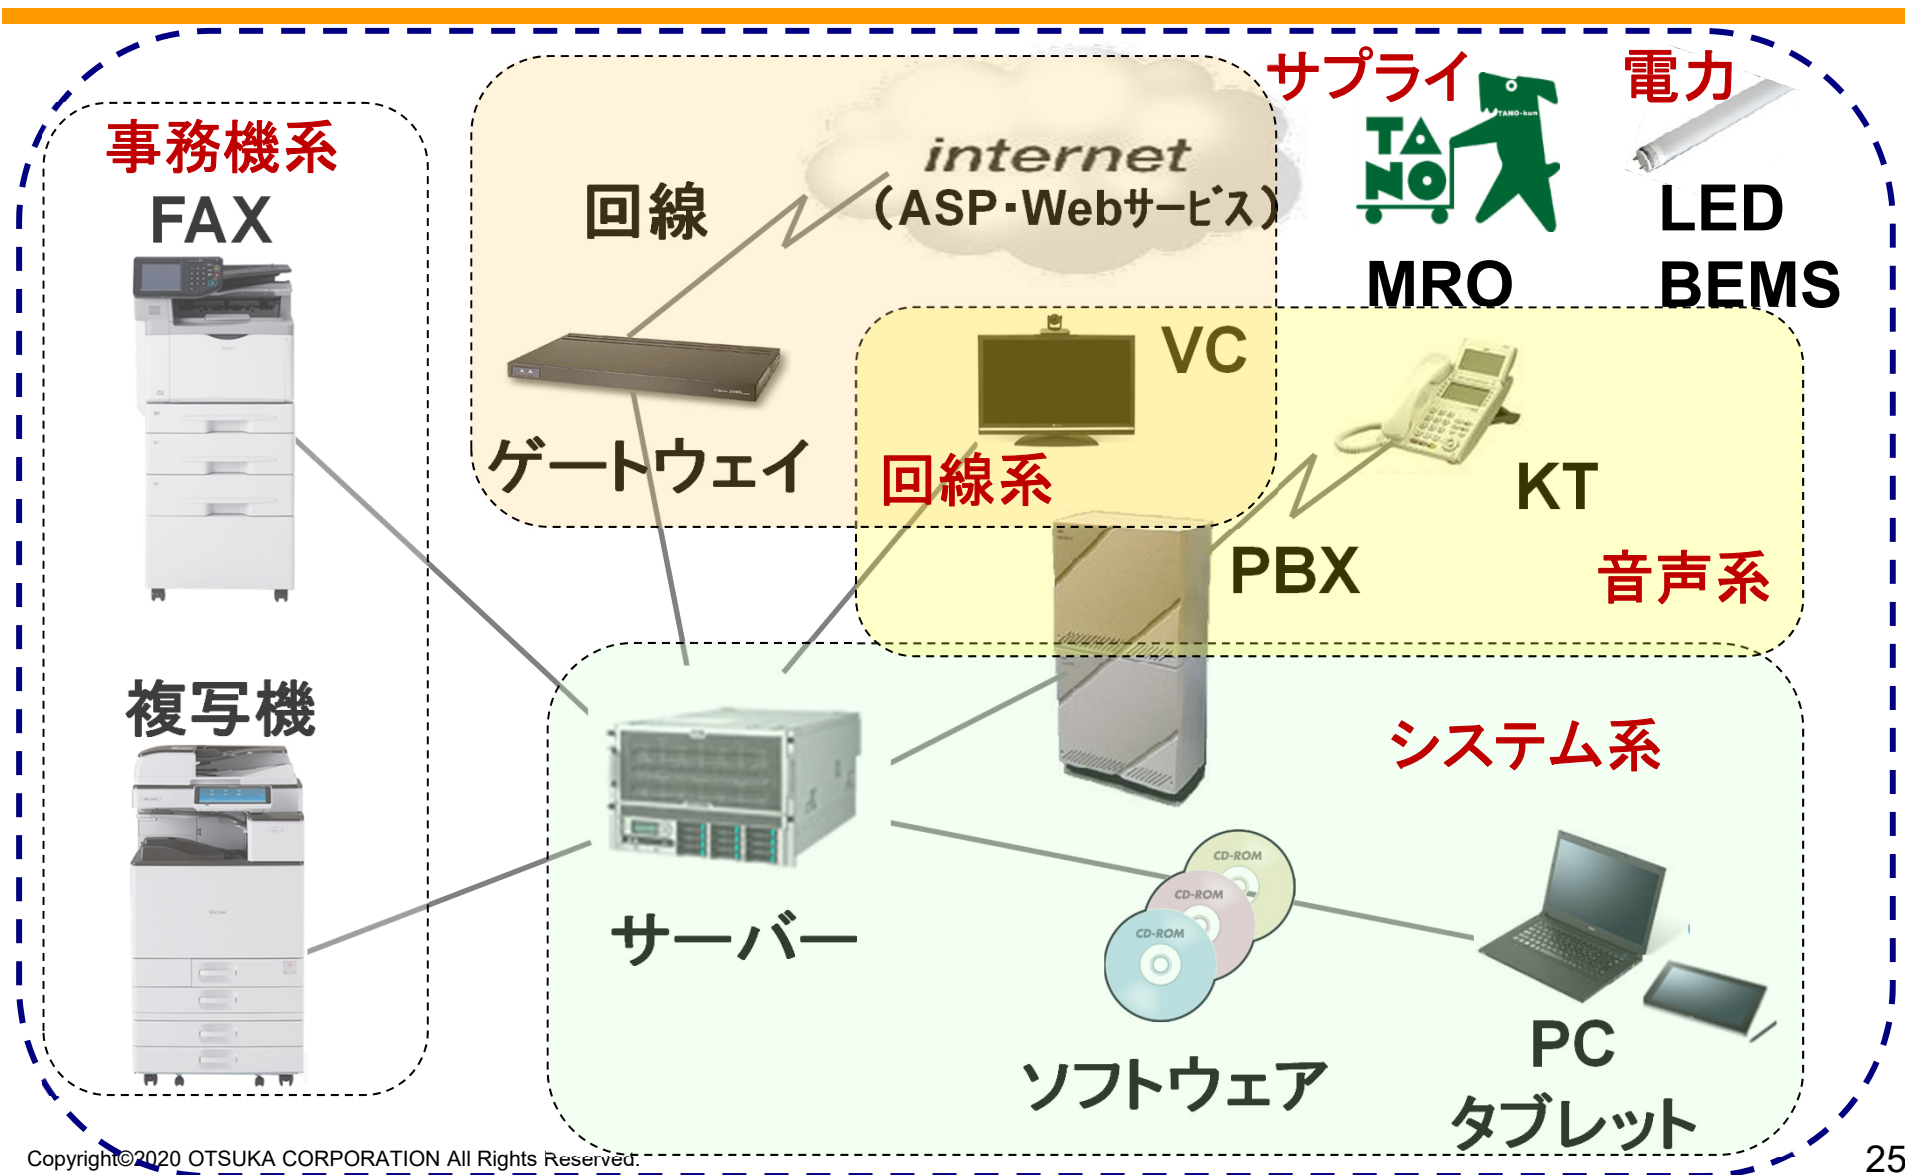 事務機系
FAX
複写機
回線
internet
(ASP・Webサービス)
ゲートウェイ
回線系
VC
サプライ
TANO-kun
TA
NO
MRO
電力
LED
BEMS
KT
PBX
音声系
システム系
サーバー
CD-ROM
CD-ROM
CD-ROM
ソフトウェア
PC
タブレット
Copyright©2020 OTSUKA CORPORATION All Rights Reserved.
25